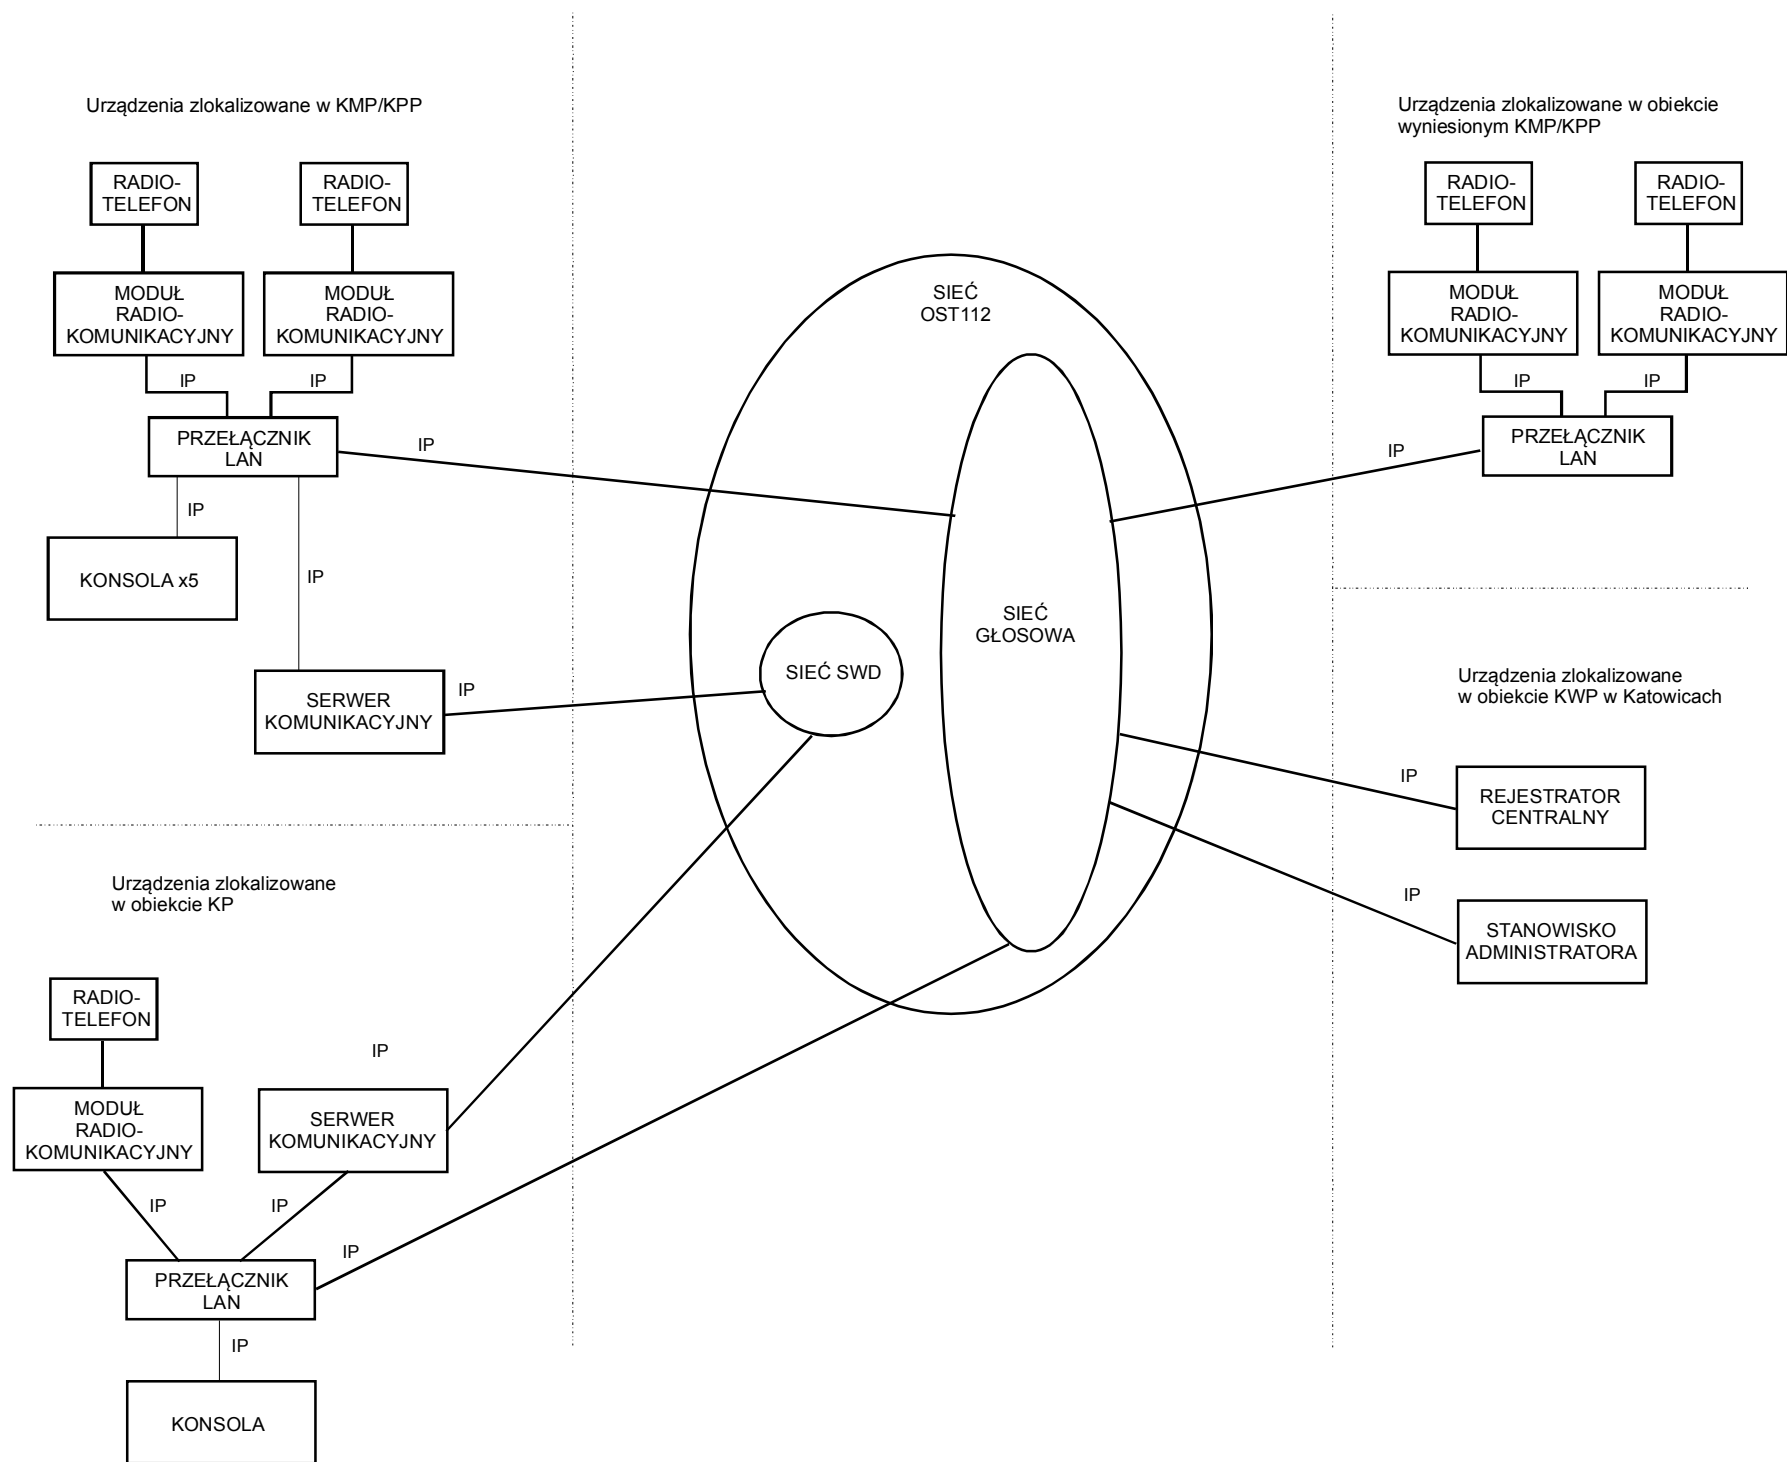 Urządzenia zlokalizowane w KMP/KPP
RADIO-
TELEFON
RADIO-
TELEFON
MODUŁ
RADIO-
KOMUNIKACYJNY
MODUŁ
RADIO-
KOMUNIKACYJNY
IP
IP
PRZEŁĄCZNIK
LAN
IP
IP
KONSOLA x5
IP
SERWER
KOMUNIKACYJNY
IP
Urządzenia zlokalizowane
w obiekcie KP
RADIO-
TELEFON
IP
MODUŁ
RADIO-
KOMUNIKACYJNY
SERWER
KOMUNIKACYJNY
IP
IP
IP
PRZEŁĄCZNIK
LAN
IP
KONSOLA
SIEĆ
OST112
SIEĆ
GŁOSOWA
SIEĆ SWD
Urządzenia zlokalizowane w obiekcie
wyniesionym KMP/KPP
RADIO-
TELEFON
RADIO-
TELEFON
MODUŁ
RADIO-
KOMUNIKACYJNY
MODUŁ
RADIO-
KOMUNIKACYJNY
IP
IP
PRZEŁĄCZNIK
LAN
IP
Urządzenia zlokalizowane
w obiekcie KWP w Katowicach
IP
REJESTRATOR
CENTRALNY
IP
STANOWISKO
ADMINISTRATORA